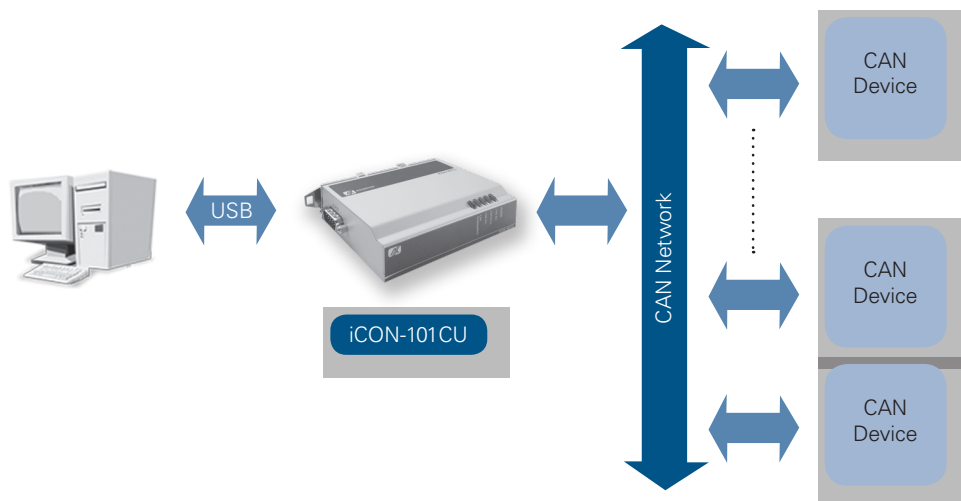 USB
iCON-101CU
CAN Network
CAN
Device
CAN
Device
CAN
Device